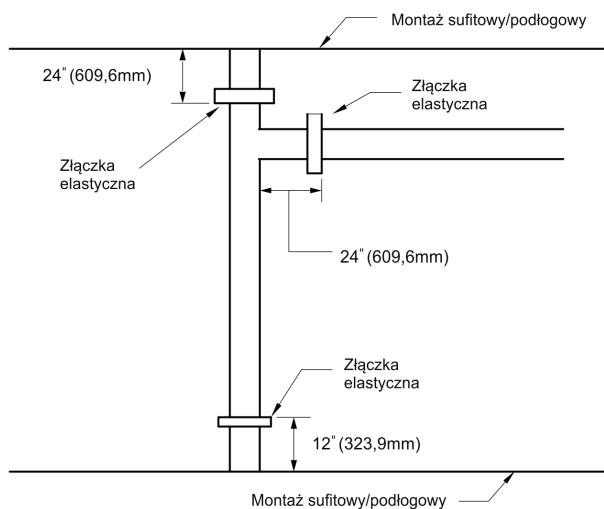 Montaż sufitowy/podłogowy
24" (609,6mm)
Złączka
elastyczna
Złączka
elastyczna
24" (609,6mm)
Złączka
elastyczna
12" (323,9mm)
Montaż sufitowy/podłogowy